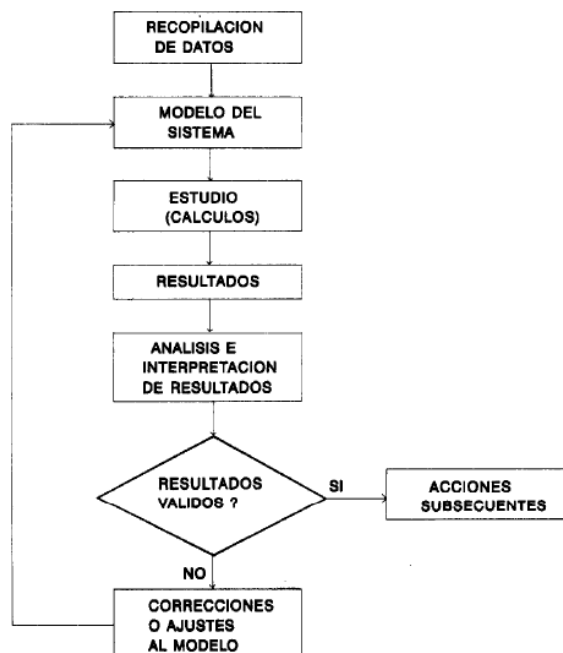 RECOPILACION
DE DATOS
MODELO DEL
SISTEMA
ESTUDIO
(CALCULOS)
RESULTADOS
ANALISIS E
INTERPRETACION
DE RESULTADOS
RESULTADOS
VALIDOS ?
SI
ACCIONES
SUBSECUENTES
NO
CORRECCIONES
O AJUSTES
AL MODELO